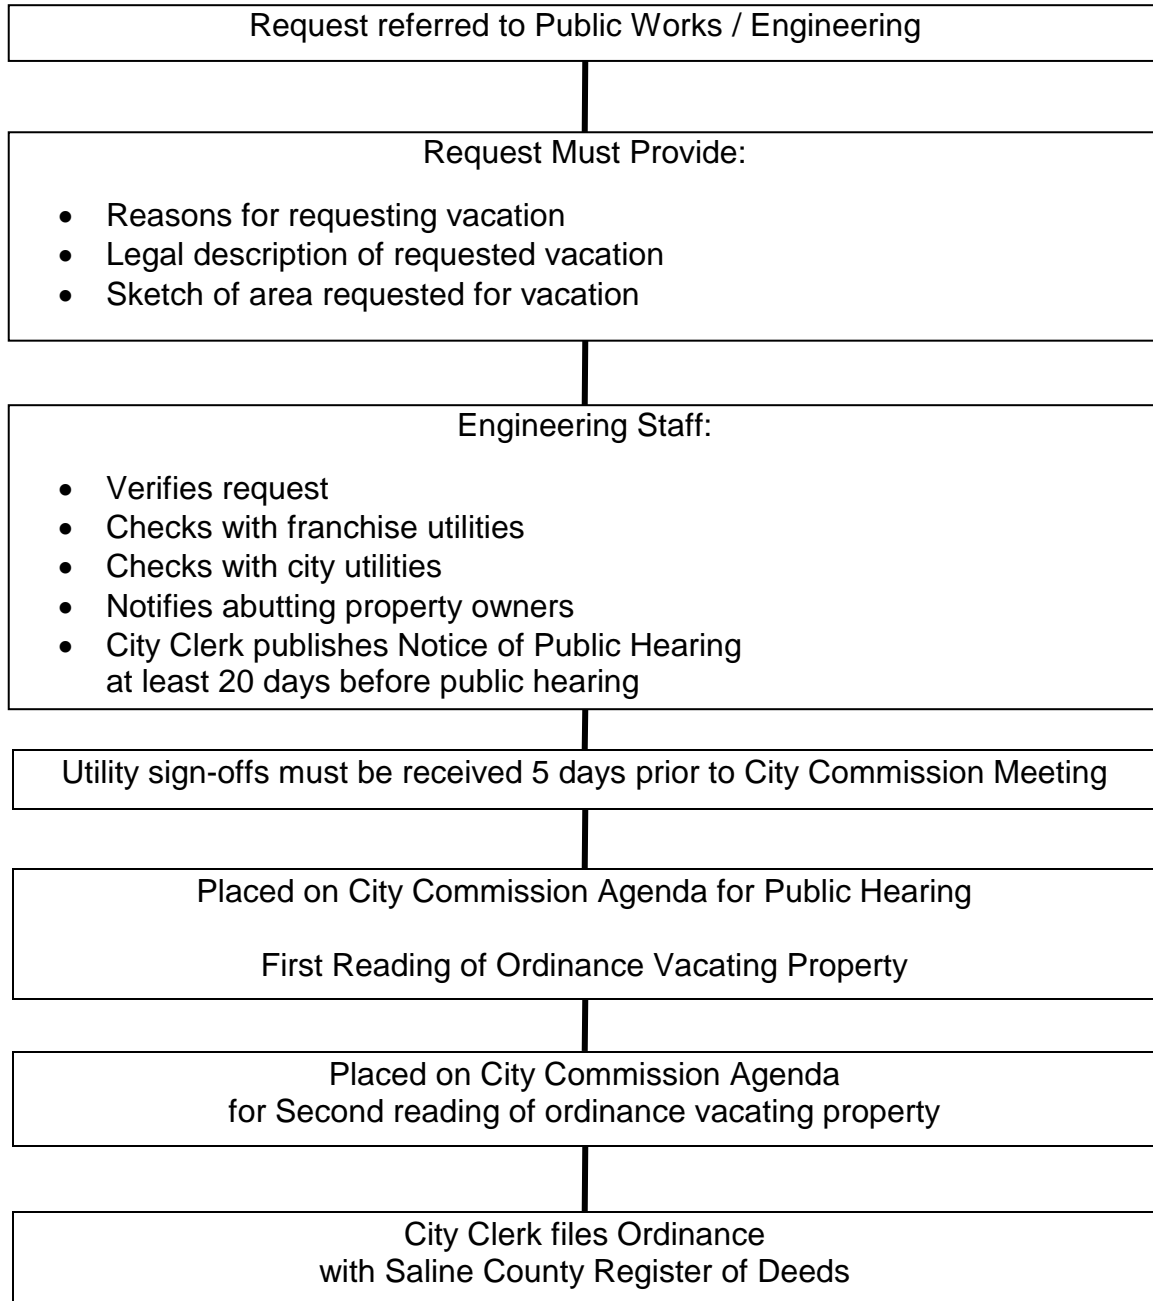 Request referred to Public Works / Engineering
Request Must Provide:
• Reasons for requesting vacation
• Legal description of requested vacation
• Sketch of area requested for vacation
Engineering Staff:
• Verifies request
• Checks with franchise utilities
• Checks with city utilities
• Notifies abutting property owners
• City Clerk publishes Notice of Public Hearing
at least 20 days before public hearing
Utility sign-offs must be received 5 days prior to City Commission Meeting
Placed on City Commission Agenda for Public Hearing
First Reading of Ordinance Vacating Property
Placed on City Commission Agenda
for Second reading of ordinance vacating property
City Clerk files Ordinance
with Saline County Register of Deeds